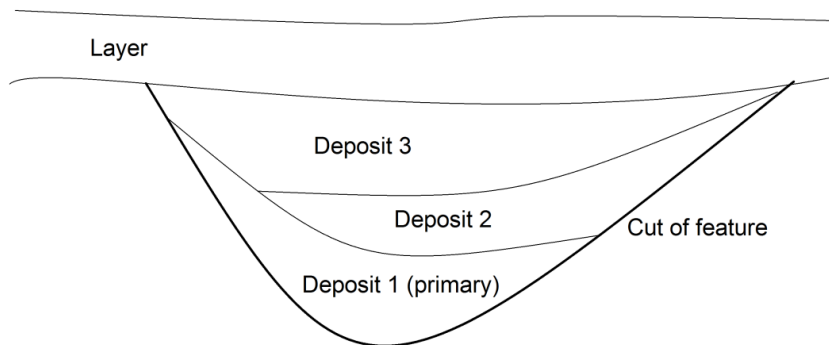 Layer
Deposit 3
Deposit 2
Cut of feature
Deposit 1 (primary)